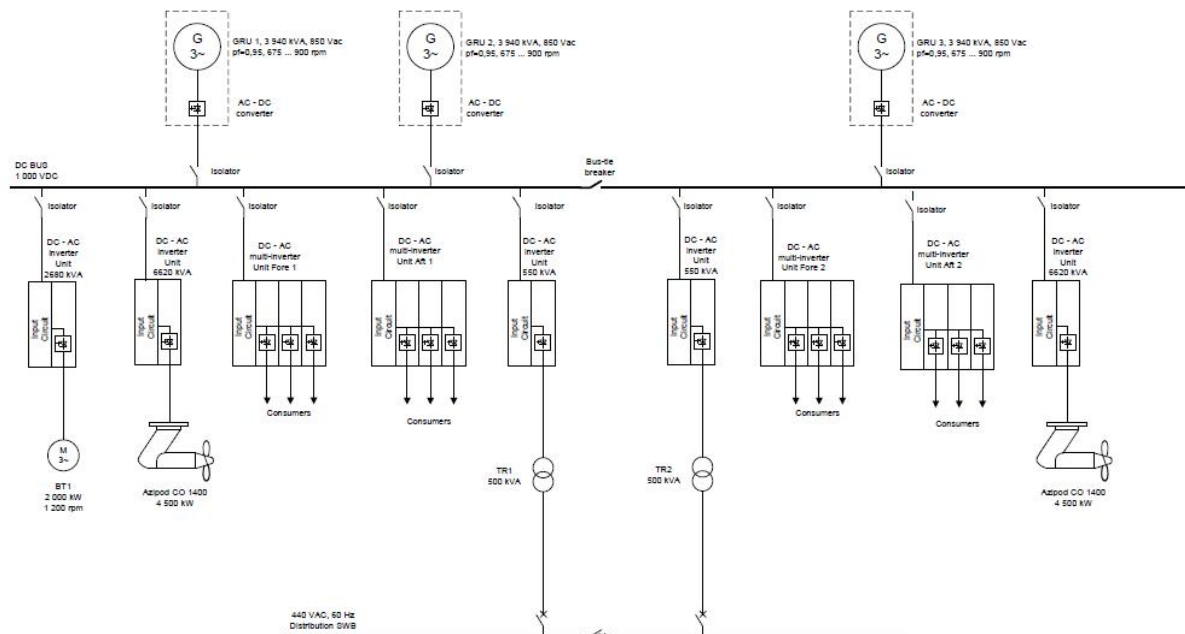 G
3~
GRU 1, 3 940 kVA, 850 Vac
pf=0,95, 675 ... 900 rpm
AC - DC
converter
G
3~
GRU 2, 3 940 kVA, 850 Vac
pf=0,95, 675 ... 900 rpm
AC - DC
converter
G
3~
GRU 3, 3 940 kVA, 850 Vac
pf=0,95, 675 ... 900 rpm
AC - DC
converter
DC BUS
1 000 VDC
Isolator
Isolator
Bus-tie
breaker
Isolator
Isolator
Isolator
Isolator
Isolator
Isolator
Isolator
Isolator
Isolator
Isolator
DC - AC
inverter
Unit
2680 kVA
DC - AC
inverter
Unit
6620 kVA
DC - AC
multi-inverter
Unit Fore 1
DC - AC
multi-inverter
Unit Aft 1
DC - AC
inverter
Unit
550 kVA
DC - AC
inverter
Unit
550 kVA
DC - AC
multi-inverter
Unit Fore 2
DC - AC
multi-inverter
Unit Aft 2
DC - AC
inverter
Unit
6620 kVA
Input
Circuit
Input
Circuit
Input
Circuit
Input
Circuit
Input
Circuit
Input
Circuit
Input
Circuit
Input
Circuit
Input
Circuit
Consumers
Consumers
Consumers
Consumers
M
3~
BT1
2 000 kW
1 200 rpm
Azipod CO 1400
4 500 kW
TR1
500 kVA
TR2
500 kVA
Azipod CO 1400
4 500 kW
440 VAC, 60 Hz
Distribution SWB